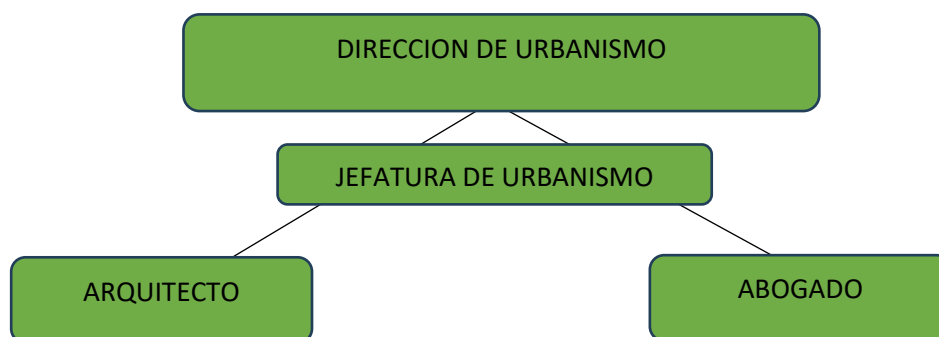 DIRECCION DE URBANISMO
JEFATURA DE URBANISMO
ARQUITECTO
ABOGADO